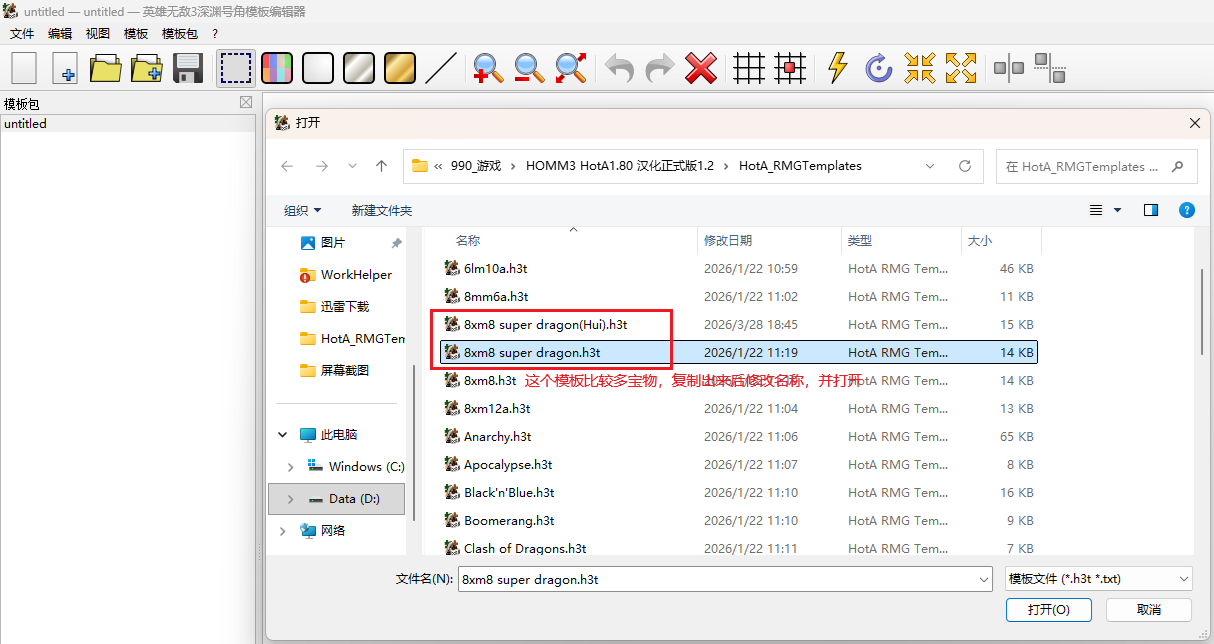 untitled — untitled — 英雄无敌3深渊号角模板编辑器
文件 编辑 视图 模板 模板包 ?
模板包
untitled
打开
« 990_游戏 › HOMM3 HotA1.80 汉化正式版1.2 › HotA_RMGTemplates
在 HotA_RMGTemplates ...
组织 新建文件夹
图片
WorkHelper
迅雷下载
HotA_RMGTem
屏幕截图
此电脑
Windows (C:)
Data (D:)
网络
名称 修改日期 类型 大小
6lm10a.h3t 2026/1/22 10:59 HotA RMG Tem... 46 KB
8mm6a.h3t 2026/1/22 11:02 HotA RMG Tem... 11 KB
8xm8 super dragon(Hui).h3t 2026/3/28 18:45 HotA RMG Tem... 15 KB
8xm8 super dragon.h3t 2026/1/22 11:19 HotA RMG Tem... 14 KB
8xm8.h3t HotA RMG Tem... 14 KB
这个模板比较多宝物，复制出来后修改名称，并打开
8xm12a.h3t 2026/1/22 11:04 HotA RMG Tem... 13 KB
Anarchy.h3t 2026/1/22 11:06 HotA RMG Tem... 65 KB
Apocalypse.h3t 2026/1/22 11:07 HotA RMG Tem... 8 KB
Black'n'Blue.h3t 2026/1/22 11:10 HotA RMG Tem... 16 KB
Boomerang.h3t 2026/1/22 11:10 HotA RMG Tem... 9 KB
Clash of Dragons.h3t 2026/1/22 11:11 HotA RMG Tem... 7 KB
文件名(N): 8xm8 super dragon.h3t 模板文件 (*.h3t *.txt)
打开(O) 取消